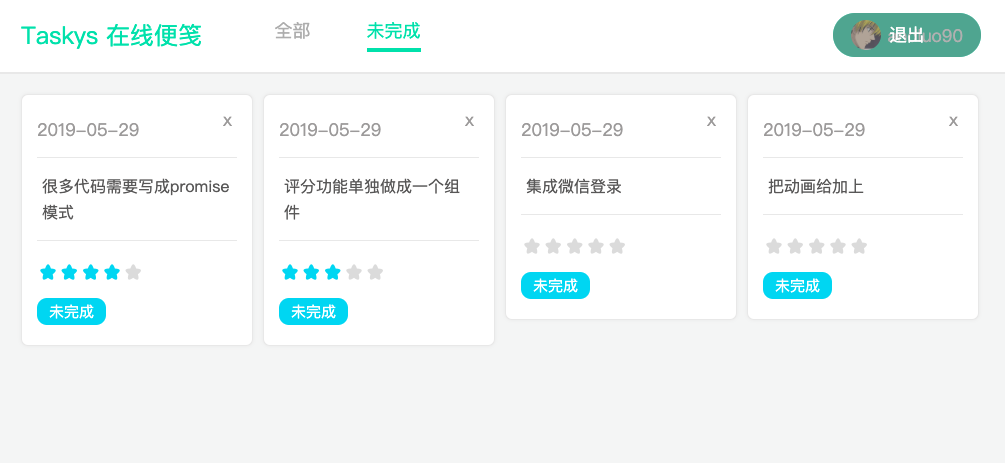 Taskys 在线便笺
全部
未完成
退出
2019-05-29
x
很多代码需要写成promise
模式
未完成
2019-05-29
x
评分功能单独做成一个组
件
未完成
2019-05-29
x
集成微信登录
未完成
2019-05-29
x
把动画给加上
未完成